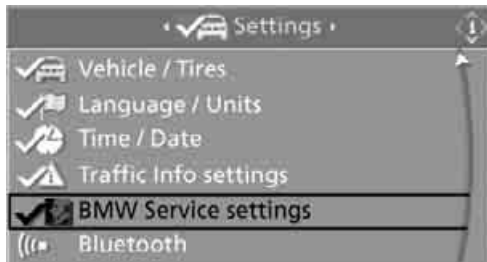 Settings
Vehicle / Tires
Language / Units
Time / Date
Traffic Info settings
BMW Service settings
Bluetooth